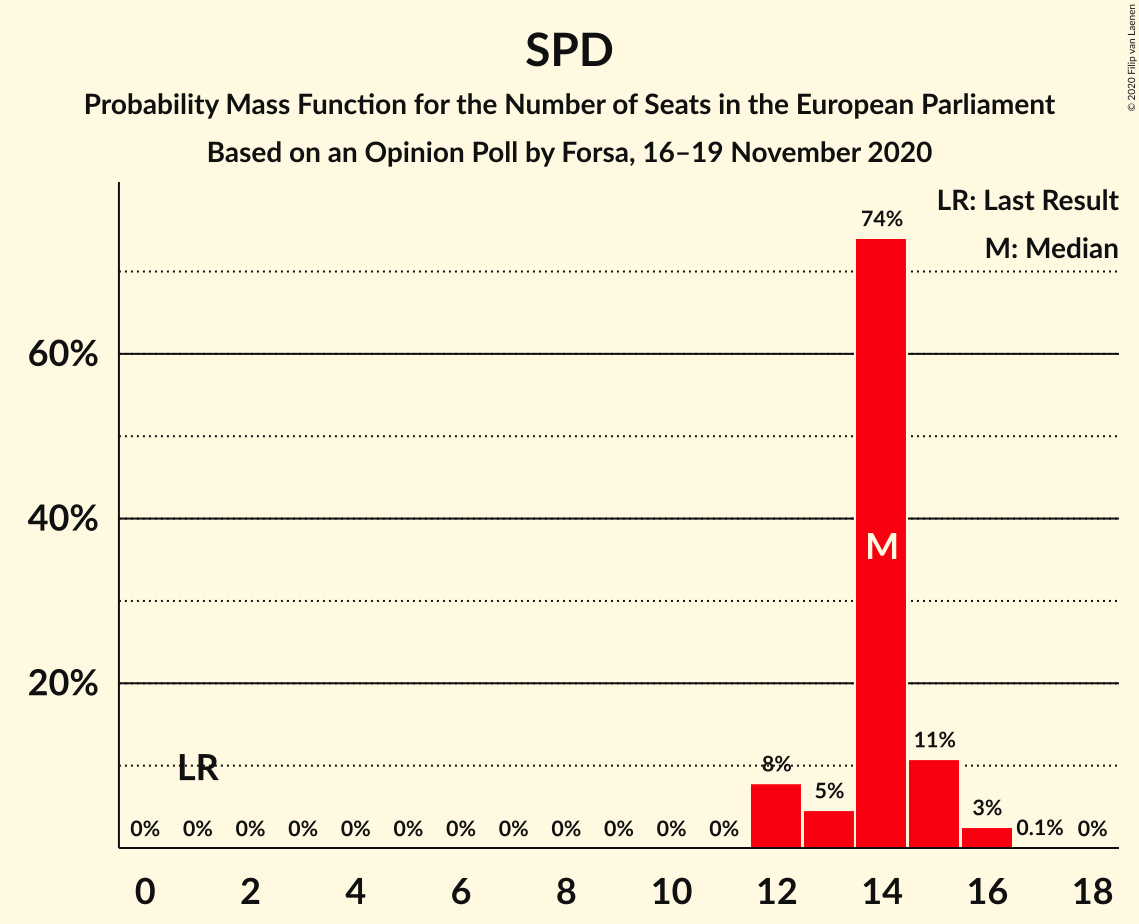 SPD
Probability Mass Function for the Number of Seats in the European Parliament
Based on an Opinion Poll by Forsa, 16–19 November 2020
© 2020 Filip van Laenen
LR: Last Result
M: Median
74%
60%
40%
M
20%
11%
LR
8%
5%
3%
0% 0% 0% 0% 0% 0% 0% 0% 0% 0% 0% 0% 0.1% 0%
0 2 4 6 8 10 12 14 16 18